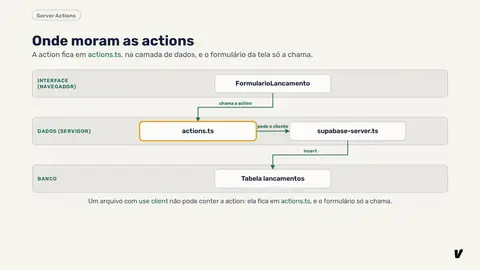 Server Actions
Onde moram as actions
A action fica em actions.ts, na camada de dados, e o formulário da tela só a chama.
INTERFACE
(NAVEGADOR)
FormularioLancamento
chama a action
DADOS (SERVIDOR)
actions.ts
pede o cliente
supabase-server.ts
insert
BANCO
Tabela lancamentos
Um arquivo com use client não pode conter a action: ela fica em actions.ts, e o formulário só a chama.